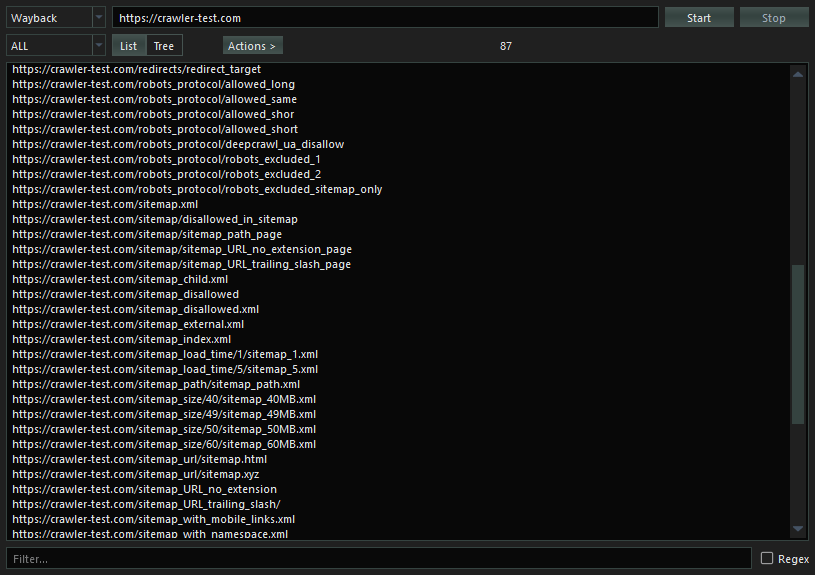 Wayback
https://crawler-test.com
Start
Stop
ALL
List
Tree
Actions >
87
https://crawler-test.com/redirects/redirect_target
https://crawler-test.com/robots_protocol/allowed_long
https://crawler-test.com/robots_protocol/allowed_same
https://crawler-test.com/robots_protocol/allowed_shor
https://crawler-test.com/robots_protocol/allowed_short
https://crawler-test.com/robots_protocol/deepcrawl_ua_disallow
https://crawler-test.com/robots_protocol/robots_excluded_1
https://crawler-test.com/robots_protocol/robots_excluded_2
https://crawler-test.com/robots_protocol/robots_excluded_sitemap_only
https://crawler-test.com/sitemap.xml
https://crawler-test.com/sitemap/disallowed_in_sitemap
https://crawler-test.com/sitemap/sitemap_path_page
https://crawler-test.com/sitemap/sitemap_URL_no_extension_page
https://crawler-test.com/sitemap/sitemap_URL_trailing_slash_page
https://crawler-test.com/sitemap_child.xml
https://crawler-test.com/sitemap_disallowed
https://crawler-test.com/sitemap_disallowed.xml
https://crawler-test.com/sitemap_external.xml
https://crawler-test.com/sitemap_index.xml
https://crawler-test.com/sitemap_load_time/1/sitemap_1.xml
https://crawler-test.com/sitemap_load_time/5/sitemap_5.xml
https://crawler-test.com/sitemap_path/sitemap_path.xml
https://crawler-test.com/sitemap_size/40/sitemap_40MB.xml
https://crawler-test.com/sitemap_size/49/sitemap_49MB.xml
https://crawler-test.com/sitemap_size/50/sitemap_50MB.xml
https://crawler-test.com/sitemap_size/60/sitemap_60MB.xml
https://crawler-test.com/sitemap_url/sitemap.html
https://crawler-test.com/sitemap_url/sitemap.xyz
https://crawler-test.com/sitemap_URL_no_extension
https://crawler-test.com/sitemap_URL_trailing_slash/
https://crawler-test.com/sitemap_with_mobile_links.xml
https://crawler-test.com/sitemap_with_namespace.xml
Filter...
Regex